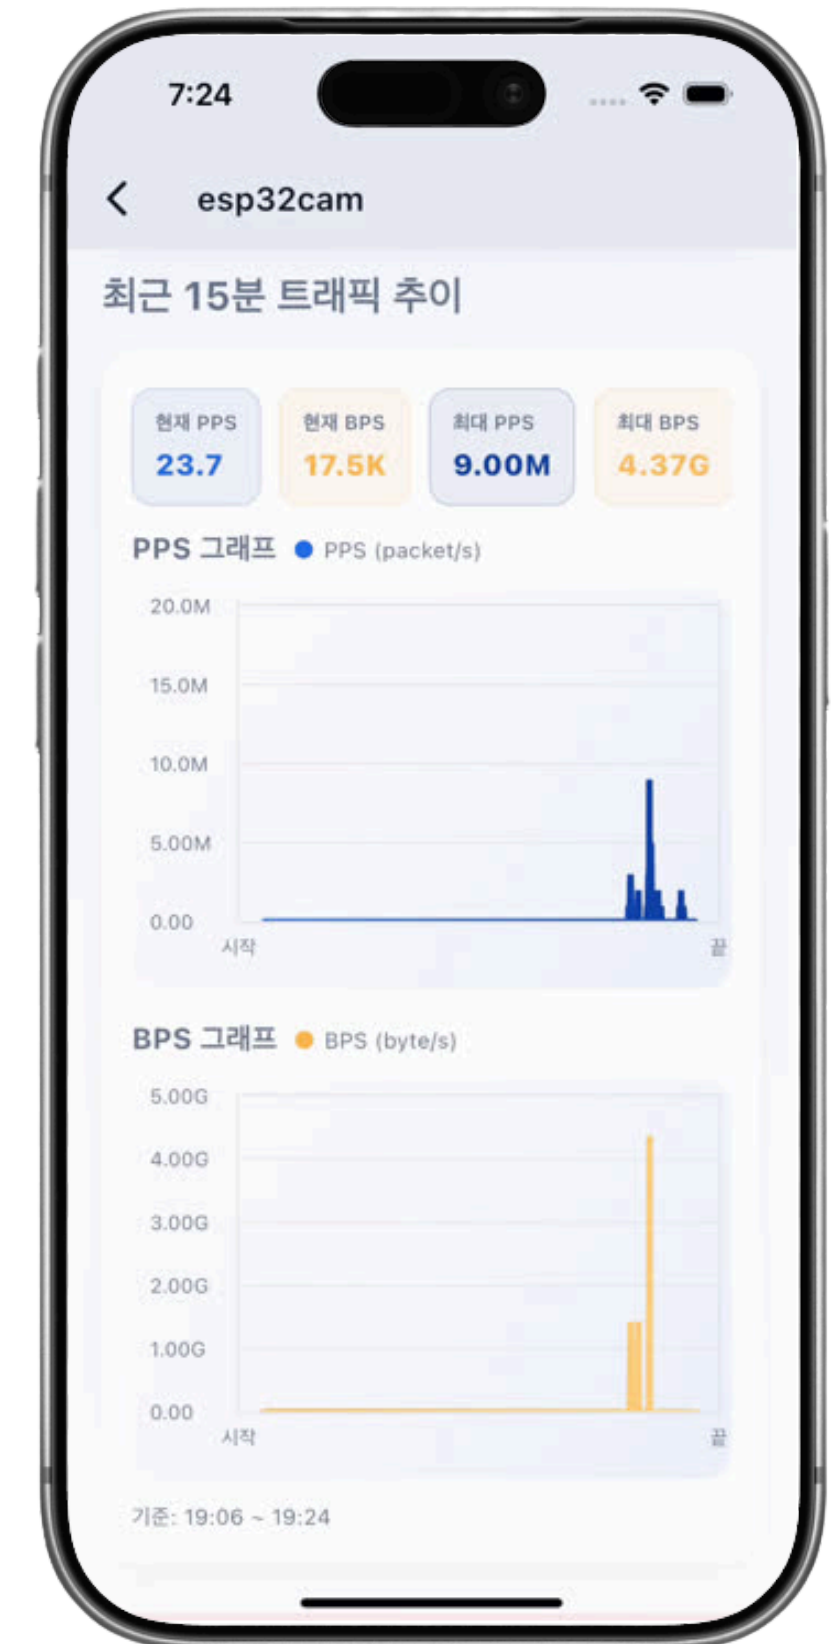 7:24
esp32cam
최근 15분 트래픽 추이
현재 PPS 현재 BPS 최대 PPS 최대 BPS
23.7 17.5K 9.00M 4.37G
PPS 그래프 PPS (packet/s)
20.0M
15.0M
10.0M
5.00M
0.00
시작 끝
BPS 그래프 BPS (byte/s)
5.00G
4.00G
3.00G
2.00G
1.00G
0.00
시작 끝
기준: 19:06 ~ 19:24